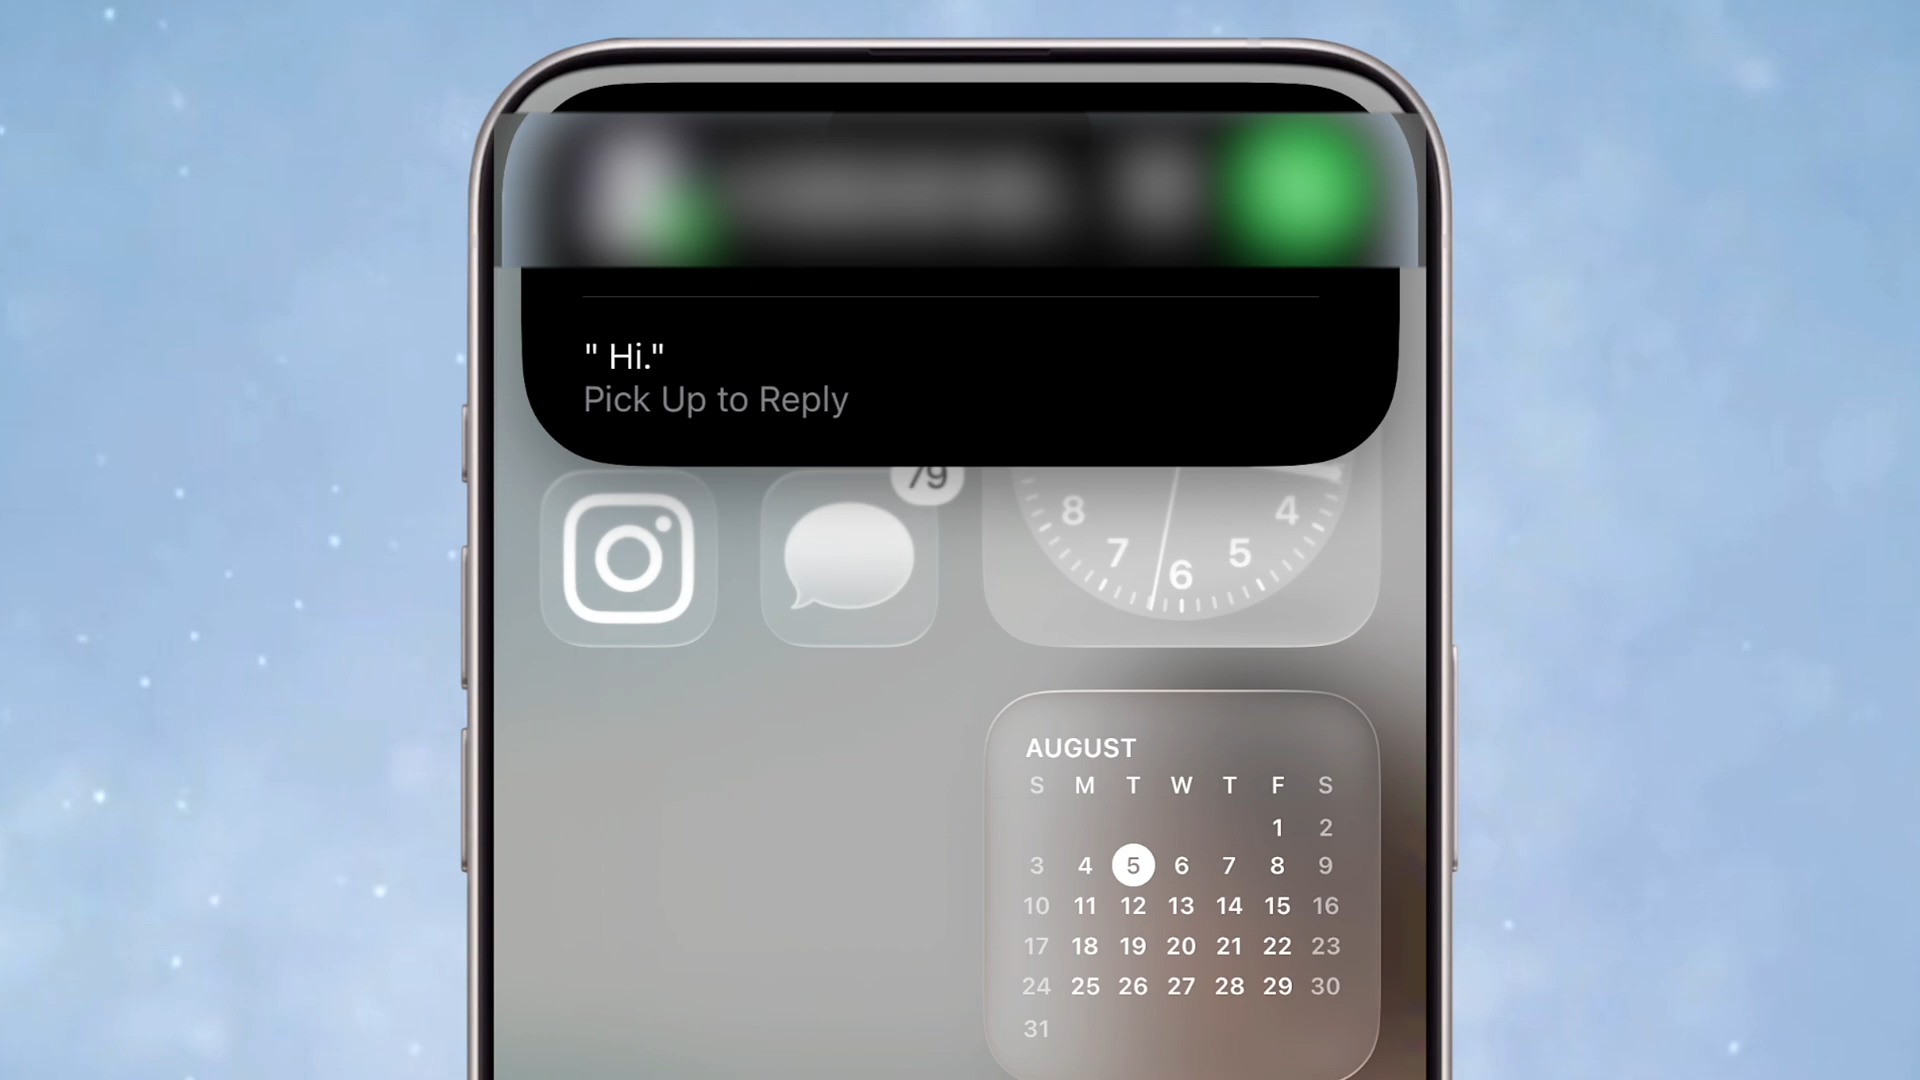 " Hi."
Pick Up to Reply
79
8 4
7 5
6
AUGUST
S M T W T F S
1 2
3 4 5 6 7 8 9
10 11 12 13 14 15 16
17 18 19 20 21 22 23
24 25 26 27 28 29 30
31